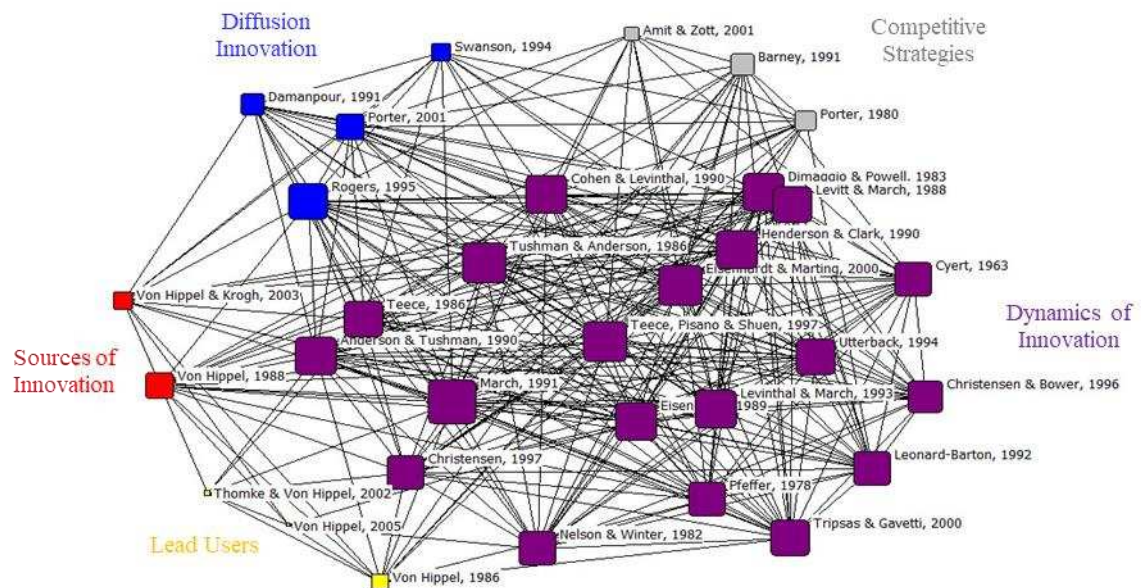 Diffusion
Innovation
Swanson, 1994
Amit & Zott, 2001
Competitive
Strategies
Barney, 1991
Damanpour, 1991
Porter, 2001
Porter, 1980
Cohen & Levinthal, 1990
Dimaggio & Powell, 1983
Levitt & March, 1988
Rogers, 1995
Henderson & Clark, 1990
Tushman & Anderson, 1986
Eisenhardt & Marting, 2000
Cyert, 1963
Von Hippel & Krogh, 2003
Teece, 1986
Teece, Pisano & Shuen, 1997
Dynamics of
Innovation
Anderson & Tushman, 1990
Utterback, 1994
Sources of
Innovation
Von Hippel, 1988
March, 1991
Levinthal & March, 1993
Christensen & Bower, 1996
1989
Christensen, 1997
Leonard-Barton, 1992
Thomke & Von Hippel, 2002
Pfeffer, 1978
Von Hippel, 2005
Nelson & Winter, 1982
Tripsas & Gavetti, 2000
Lead Users
Von Hippel, 1986